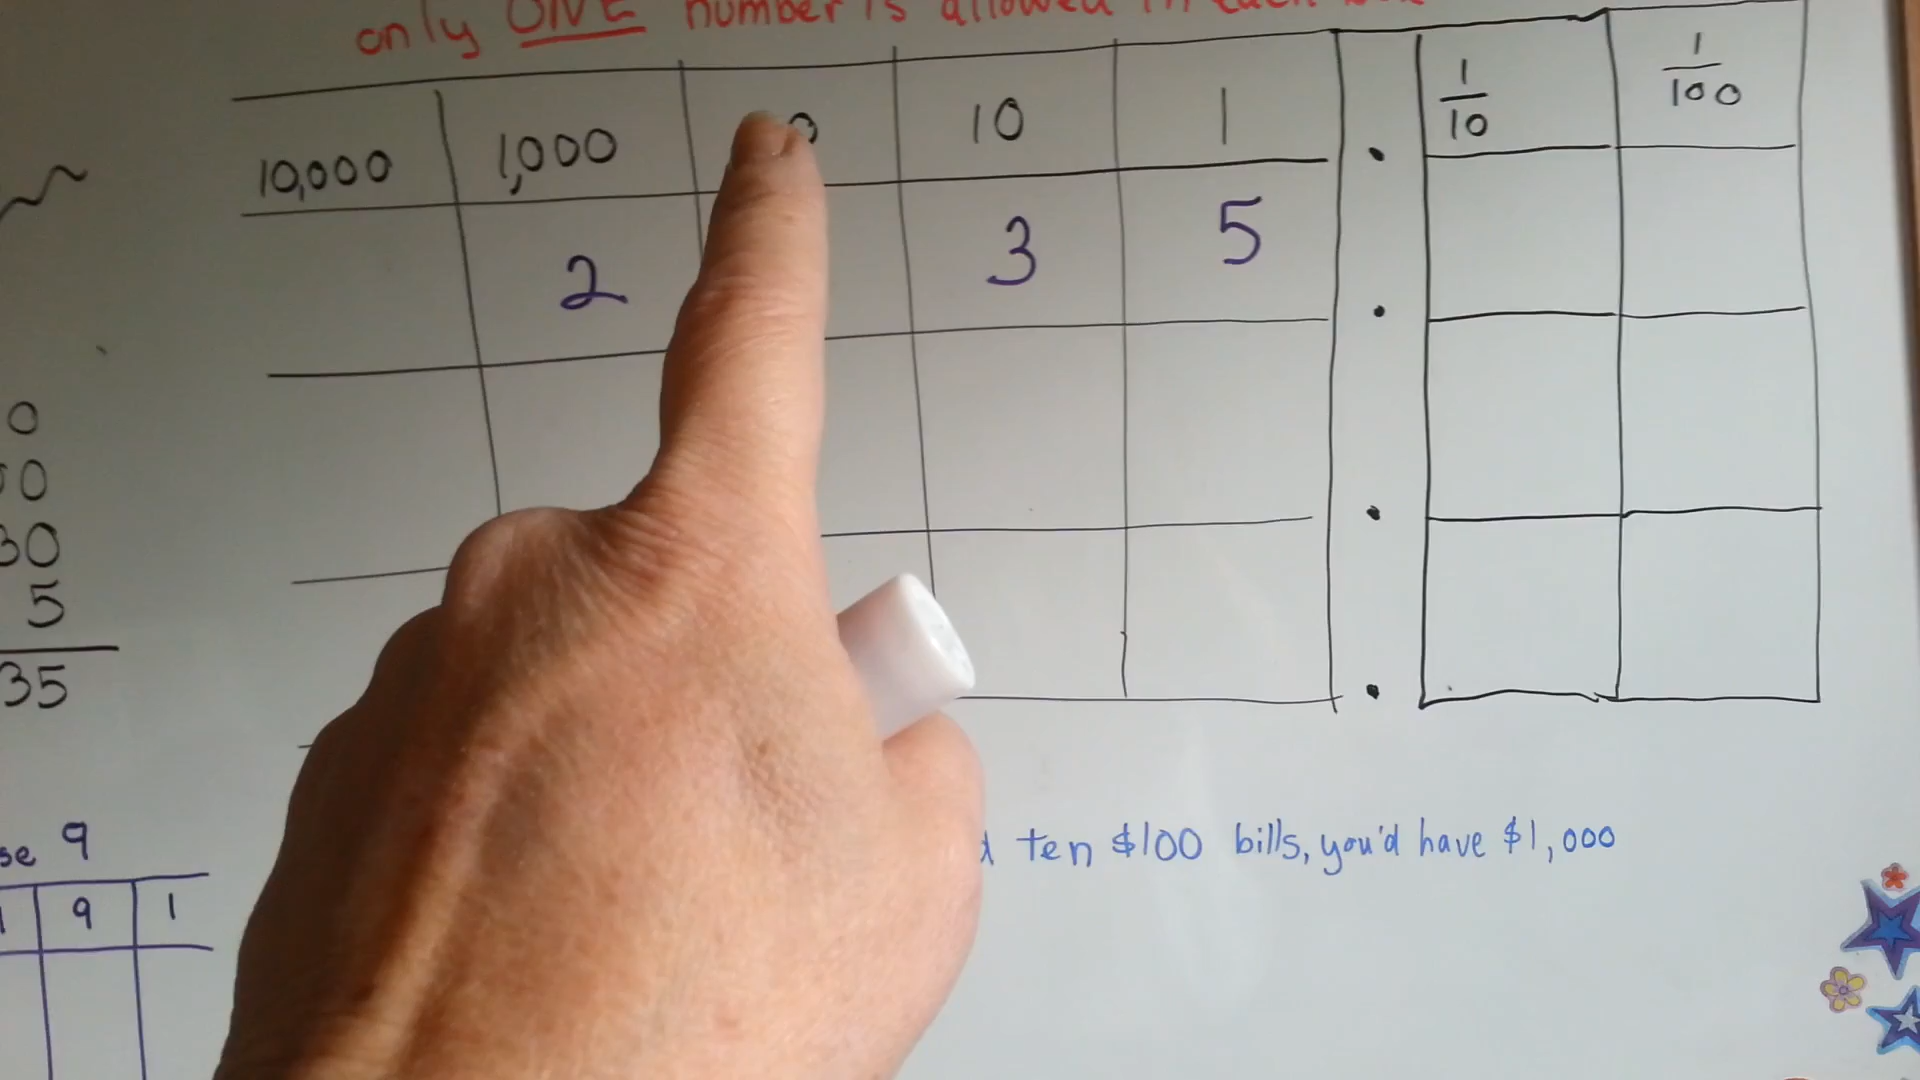 only ONE number is allowed in each box
10,000 1,000 10 1 . 1/10 1/100
2 3 5 .
.
.
0
0
30
5
35
ten $100 bills, you'd have $1,000
9
9 1